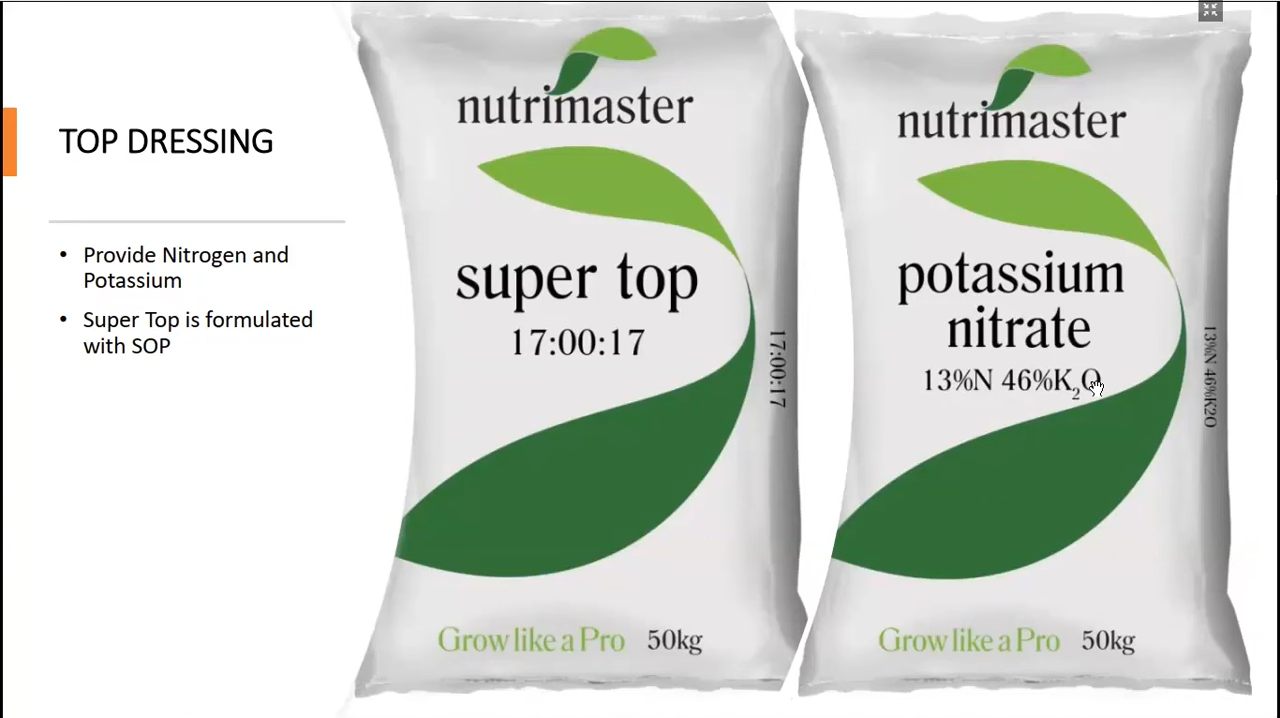 TOP DRESSING
• Provide Nitrogen and
Potassium
• Super Top is formulated
with SOP
nutrimaster
super top
17:00:17
17:00:17
Grow like a Pro 50kg
nutrimaster
potassium
nitrate
13%N 46%K₂O
13%N 46%K2O
Grow like a Pro 50kg